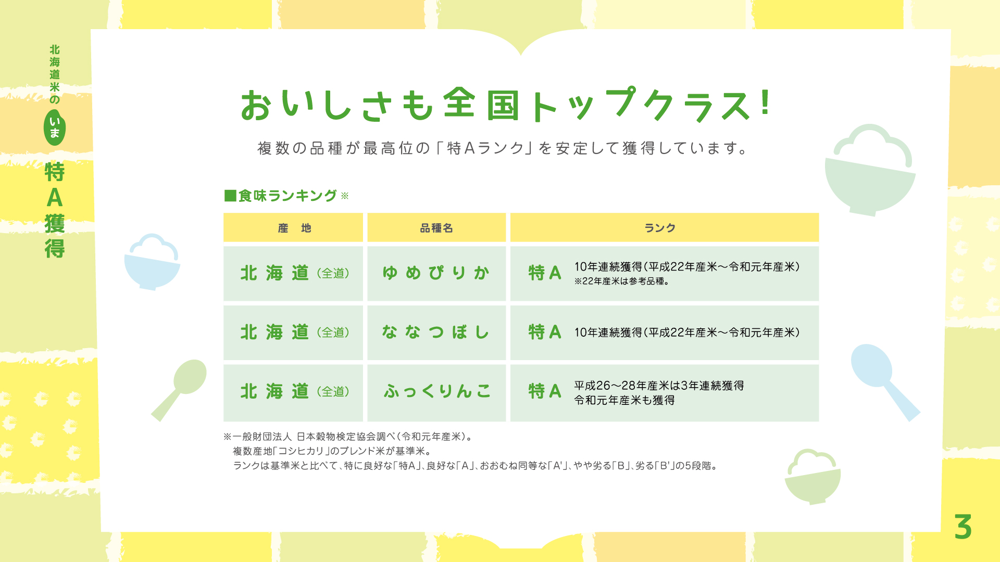 北海道米の
いま
特A獲得
おいしさも全国トップクラス!
複数の品種が最高位の「特Aランク」を安定して獲得しています。
■食味ランキング※
産 地 品種名 ランク
北海道(全道) ゆめぴりか 特A 10年連続獲得(平成22年産米～令和元年産米)
※22年産米は参考品種。
北海道(全道) ななつぼし 特A 10年連続獲得(平成22年産米～令和元年産米)
北海道(全道) ふっくりんこ 特A 平成26～28年産米は3年連続獲得
令和元年産米も獲得
※一般財団法人 日本穀物検定協会調べ(令和元年産米)。
複数産地「コシヒカリ」のブレンド米が基準米。
ランクは基準米と比べて、特に良好な「特A」、良好な「A」、おおむね同等な「A'」、やや劣る「B」、劣る「B'」の5段階。
3